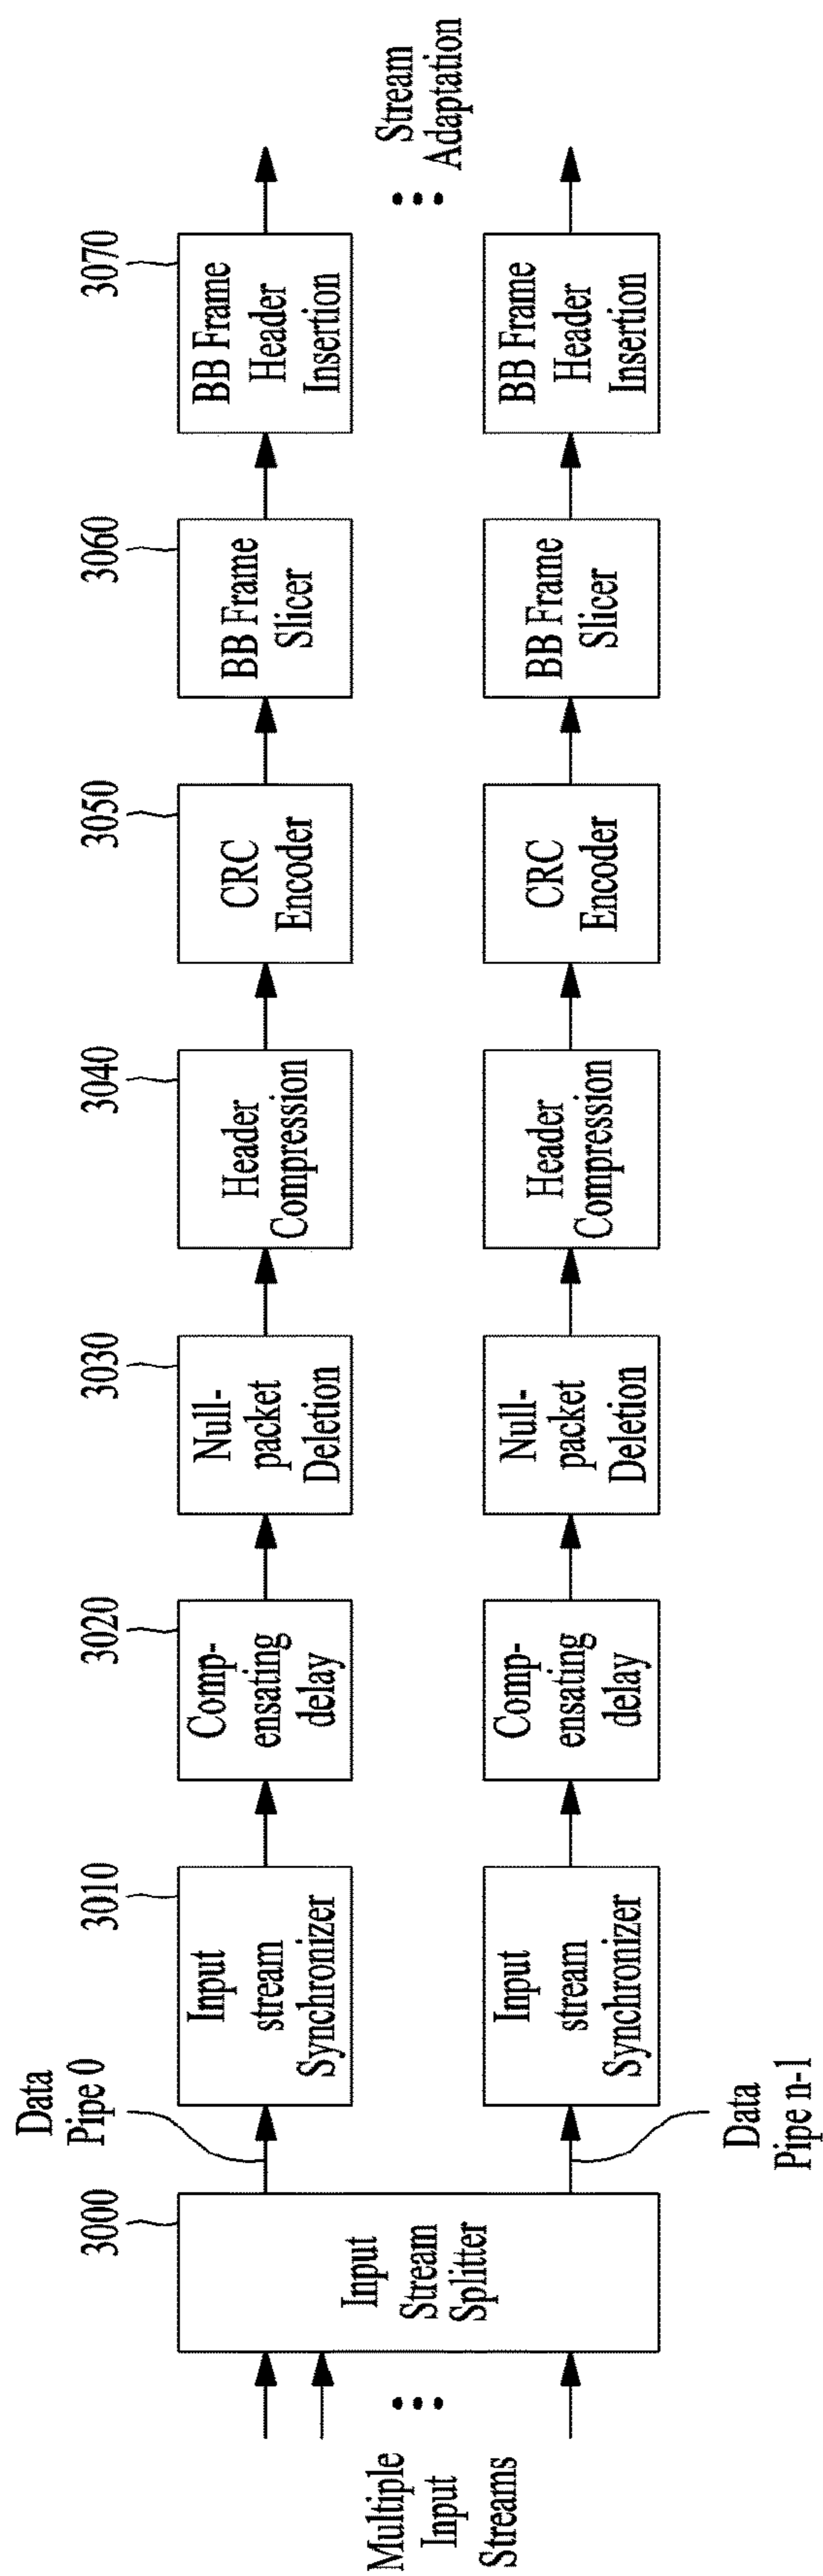 Multiple
Input
Streams
3000
Input
Stream
Splitter
Data
Pipe 0
3010
Input
stream
Synchronizer
3020
Comp-
ensating
delay
3030
Null-
packet
Deletion
3040
Header
Compression
3050
CRC
Encoder
3060
BB Frame
Slicer
3070
BB Frame
Header
Insertion
Data
Pipe n-1
Input
stream
Synchronizer
Comp-
ensating
delay
Null-
packet
Deletion
Header
Compression
CRC
Encoder
BB Frame
Slicer
BB Frame
Header
Insertion
Stream
Adaptation